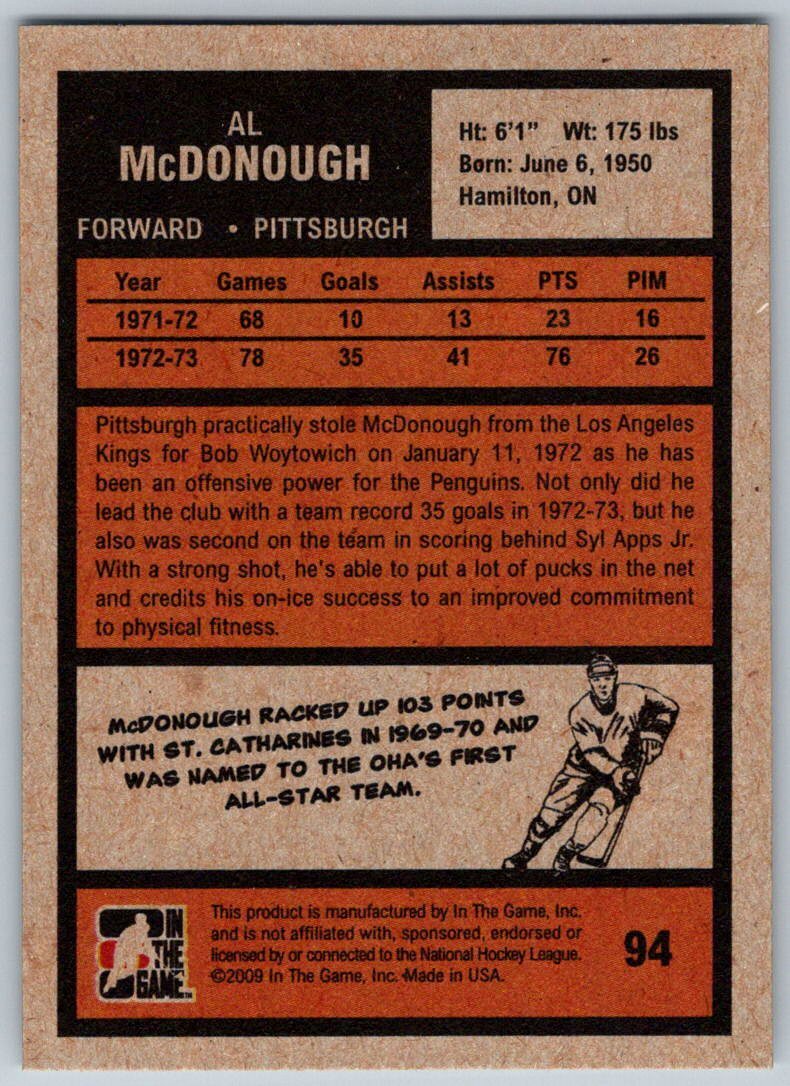 AL
McDONOUGH
FORWARD • PITTSBURGH
Ht: 6'1" Wt: 175 lbs
Born: June 6, 1950
Hamilton, ON
Year Games Goals Assists PTS PIM
1971-72 68 10 13 23 16
1972-73 78 35 41 76 26
Pittsburgh practically stole McDonough from the Los Angeles
Kings for Bob Woytowich on January 11, 1972 as he has
been an offensive power for the Penguins. Not only did he
lead the club with a team record 35 goals in 1972-73, but he
also was second on the team in scoring behind Syl Apps Jr.
With a strong shot, he's able to put a lot of pucks in the net
and credits his on-ice success to an improved commitment
to physical fitness.
McDONOUGH RACKED UP 103 POINTS
WITH ST. CATHARINES IN 1969-70 AND
WAS NAMED TO THE OHA'S FIRST
ALL-STAR TEAM.
IN
THE
GAME™
This product is manufactured by In The Game, Inc.
and is not affiliated with, sponsored, endorsed or
licensed by or connected to the National Hockey League.
©2009 In The Game, Inc. Made in USA.
94